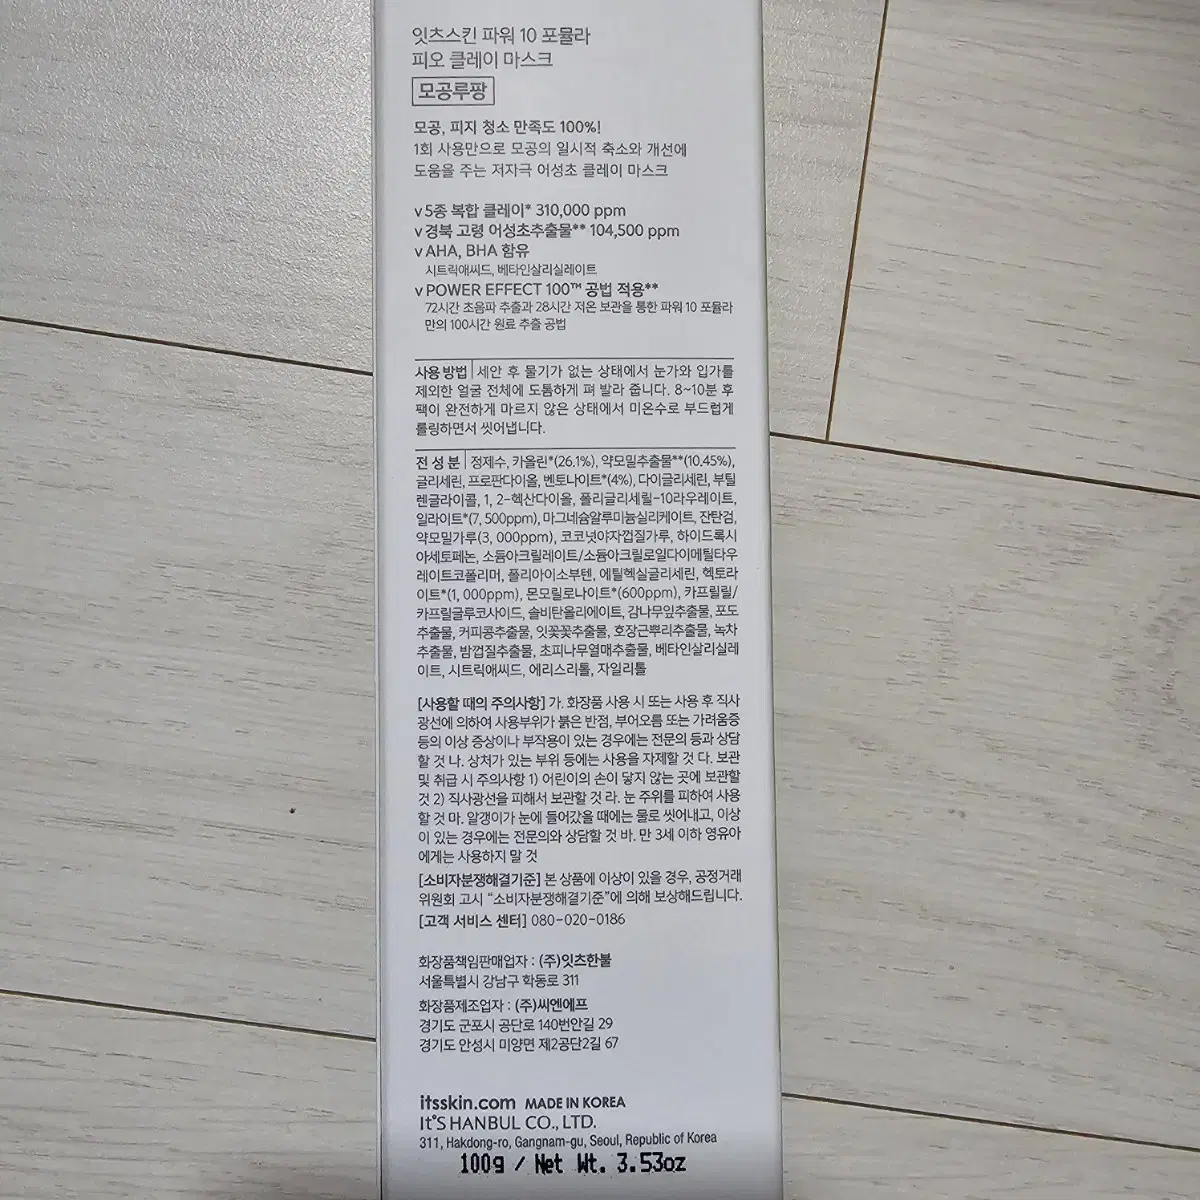 잇츠스킨 파워 10 포뮬라
피오 클레이 마스크
모공루팡
모공, 피지 청소 만족도 100%!
1회 사용만으로 모공의 일시적 축소와 개선에
도움을 주는 저자극 어성초 클레이 마스크
v 5종 복합 클레이* 310,000 ppm
v 경북 고령 어성초추출물** 104,500 ppm
v AHA, BHA 함유
시트릭애씨드, 베타인살리실레이트
v POWER EFFECT 100™ 공법 적용**
72시간 초음파 추출과 28시간 저온 보관을 통한 파워 10 포뮬라
만의 100시간 원료 추출 공법
사용 방법 | 세안 후 물기가 없는 상태에서 눈가와 입가를
제외한 얼굴 전체에 도톰하게 펴 발라 줍니다. 8~10분 후
팩이 완전하게 마르지 않은 상태에서 미온수로 부드럽게
롤링하면서 씻어냅니다.
전 성 분 | 정제수, 카올린*(26.1%), 약모밀추출물**(10.45%),
글리세린, 프로판다이올, 벤토나이트*(4%), 다이글리세린, 부틸
렌글라이콜, 1, 2-헥산다이올, 폴리글리세릴-10라우레이트,
일라이트*(7, 500ppm), 마그네슘알루미늄실리케이트, 잔탄검,
약모밀가루(3, 000ppm), 코코넛야자껍질가루, 하이드록시
아세토페논, 소듐아크릴레이트/소듐아크릴로일다이메틸타우
레이트코폴리머, 폴리아이소부텐, 에틸헥실글리세린, 헥토라
이트*(1, 000ppm), 몬모릴로나이트*(600ppm), 카프릴릴/
카프릴글루코사이드, 솔비탄올리에이트, 감나무잎추출물, 포도
추출물, 커피콩추출물, 잇꽃꽃추출물, 호장근뿌리추출물, 녹차
추출물, 밤껍질추출물, 초피나무열매추출물, 베타인살리실레
이트, 시트릭애씨드, 에리스리톨, 자일리톨
[사용할 때의 주의사항] 가. 화장품 사용 시 또는 사용 후 직사
광선에 의하여 사용부위가 붉은 반점, 부어오름 또는 가려움증
등의 이상 증상이나 부작용이 있는 경우에는 전문의 등과 상담
할 것 나. 상처가 있는 부위 등에는 사용을 자제할 것 다. 보관
및 취급 시 주의사항 1) 어린이의 손이 닿지 않는 곳에 보관할
것 2) 직사광선을 피해서 보관할 것 라. 눈 주위를 피하여 사용
할 것 마. 알갱이가 눈에 들어갔을 때에는 물로 씻어내고, 이상
이 있는 경우에는 전문의와 상담할 것 바. 만 3세 이하 영유아
에게는 사용하지 말 것
[소비자분쟁해결기준] 본 상품에 이상이 있을 경우, 공정거래
위원회 고시 "소비자분쟁해결기준"에 의해 보상해드립니다.
[고객 서비스 센터] 080-020-0186
화장품책임판매업자 : (주)잇츠한불
서울특별시 강남구 학동로 311
화장품제조업자 : (주)씨엔에프
경기도 군포시 공단로 140번안길 29
경기도 안성시 미양면 제2공단2길 67
itsskin.com MADE IN KOREA
It'S HANBUL CO., LTD.
311, Hakdong-ro, Gangnam-gu, Seoul, Republic of Korea
100g / Net Wt. 3.53oz